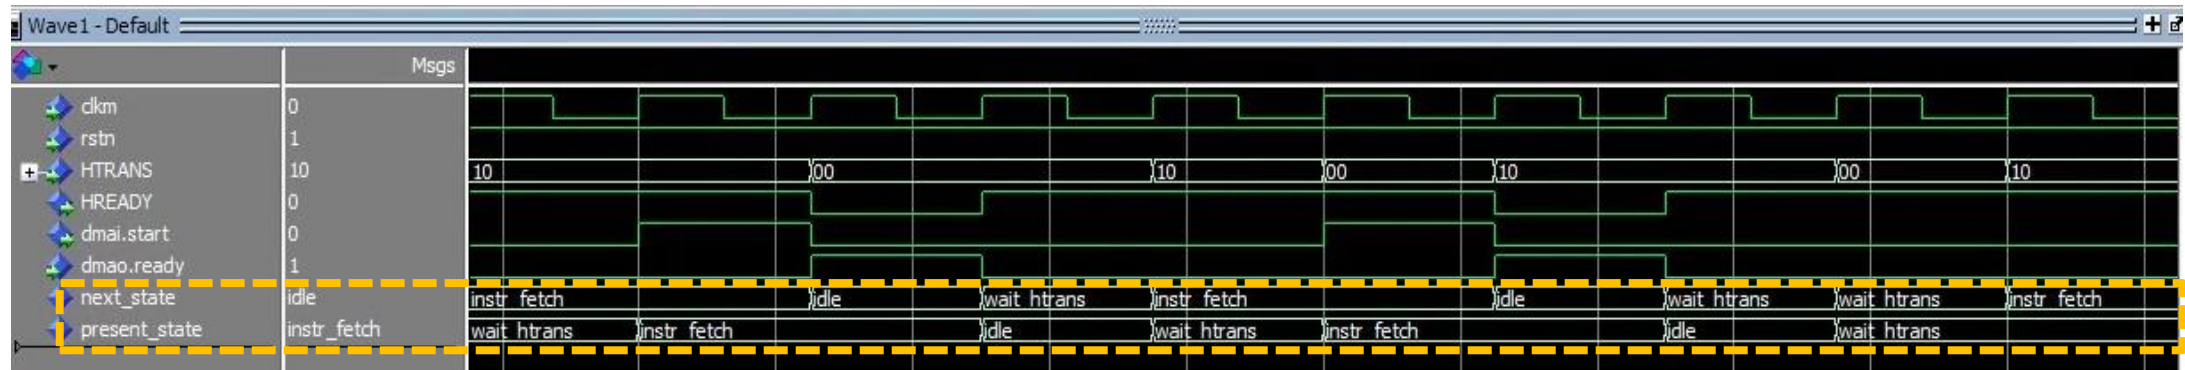 Wave1 - Default
Msgs
clkm 0
rstn 1
HTRANS 10 10 00 10 00 10 00 10
HREADY 0
dmai.start 0
dmao.ready 1
next_state idle instr_fetch idle wait_htrans instr_fetch idle wait_htrans wait_htrans instr_fetch
present_state instr_fetch wait_htrans instr_fetch idle wait_htrans instr_fetch idle wait_htrans